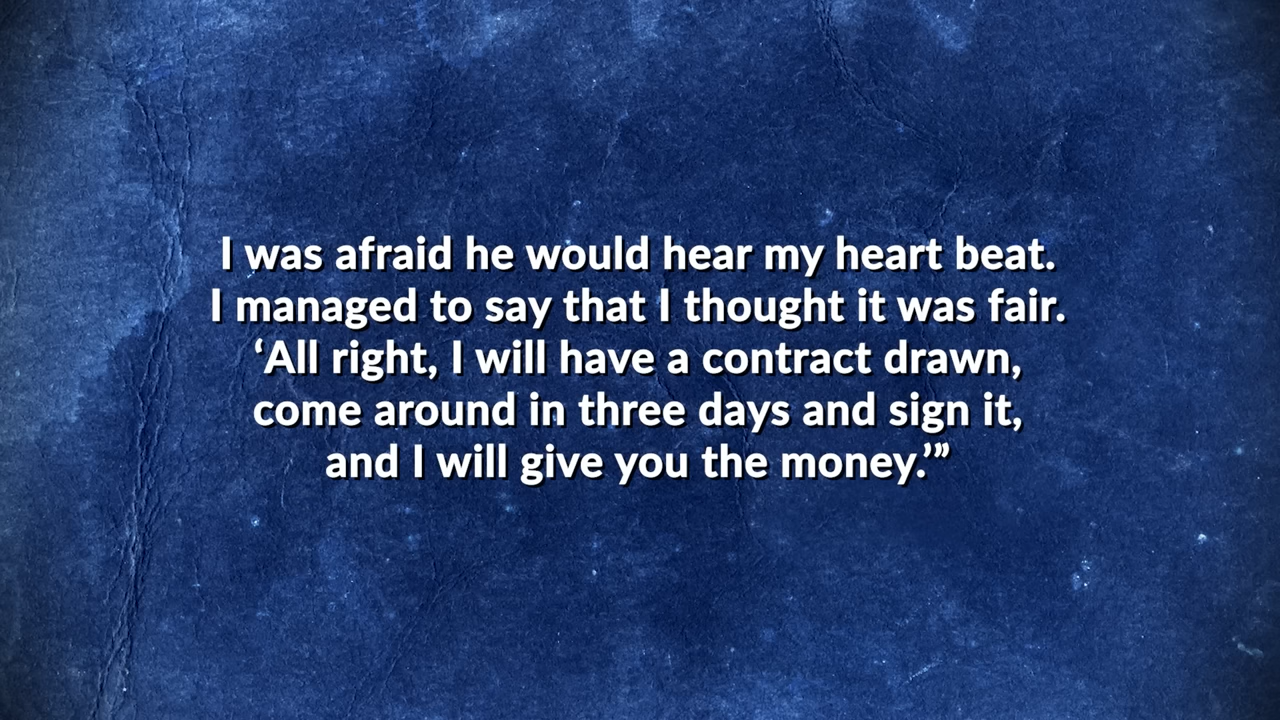 I was afraid he would hear my heart beat.
I managed to say that I thought it was fair.
‘All right, I will have a contract drawn,
come around in three days and sign it,
and I will give you the money.’”